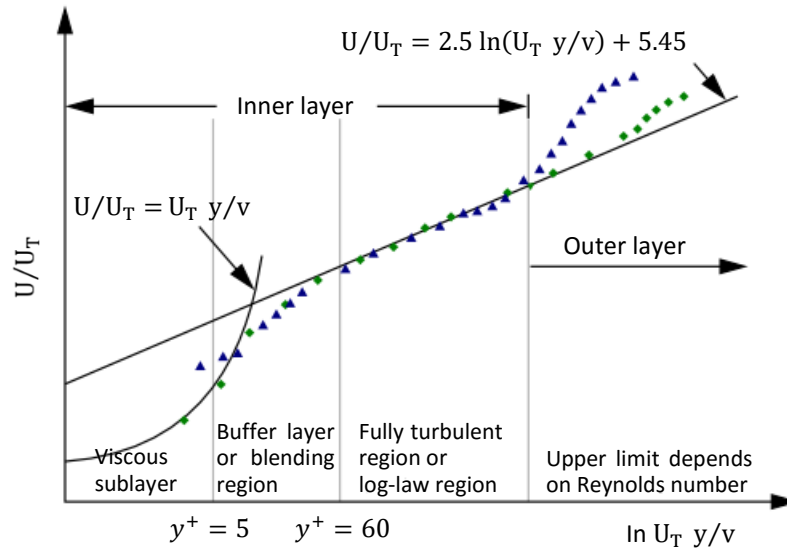 U/U_T = 2.5 ln(U_T y/v) + 5.45
Inner layer
U/U_T = U_T y/v
Outer layer
U/U_T
Viscous
sublayer
Buffer layer
or blending
region
Fully turbulent
region or
log-law region
Upper limit depends
on Reynolds number
y⁺ = 5
y⁺ = 60
ln U_T y/v